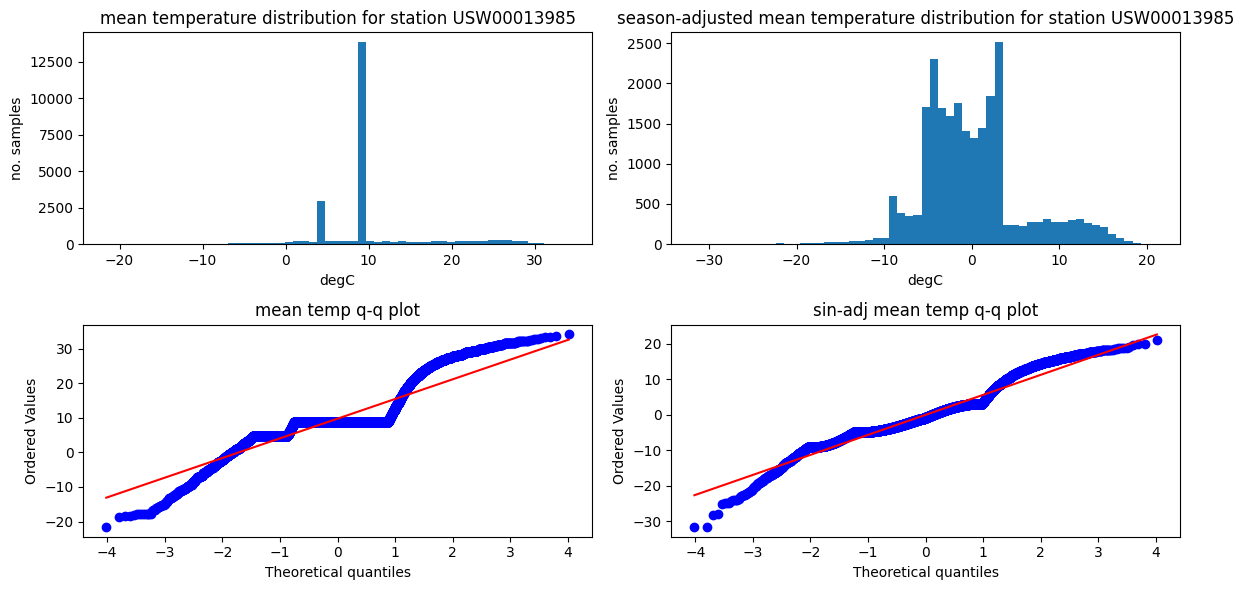 mean temperature distribution for station USW00013985
no. samples
12500
10000
7500
5000
2500
0
−20 −10 0 10 20 30
degC
season-adjusted mean temperature distribution for station USW00013985
no. samples
2500
2000
1500
1000
500
0
−30 −20 −10 0 10 20
degC
mean temp q-q plot
Ordered Values
30
20
10
0
−10
−20
−4 −3 −2 −1 0 1 2 3 4
Theoretical quantiles
sin-adj mean temp q-q plot
Ordered Values
20
10
0
−10
−20
−30
−4 −3 −2 −1 0 1 2 3 4
Theoretical quantiles